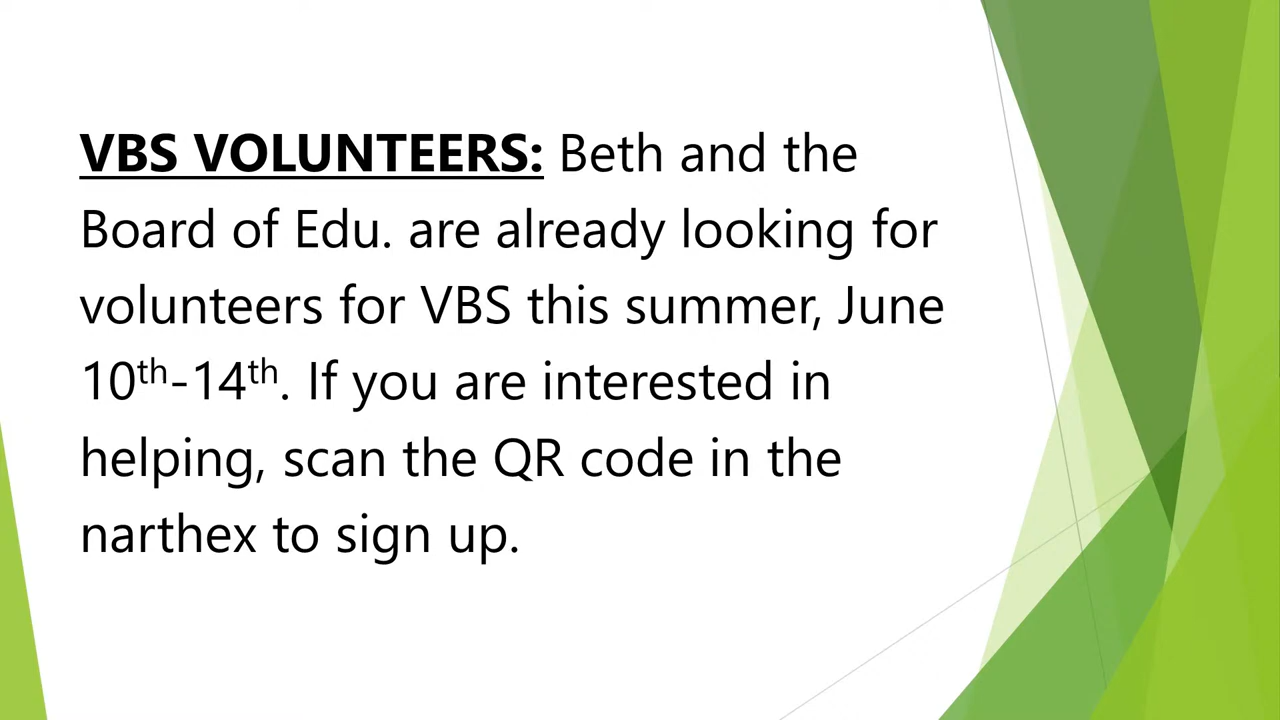 VBS VOLUNTEERS: Beth and the
Board of Edu. are already looking for
volunteers for VBS this summer, June
10th-14th. If you are interested in
helping, scan the QR code in the
narthex to sign up.